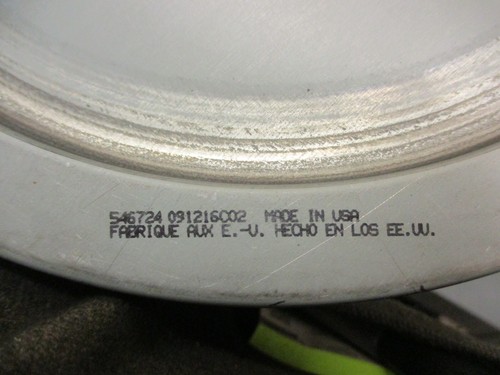 546724 091216C02 MADE IN USA
FABRIQUE AUX E.-U. HECHO EN LOS EE.UU.